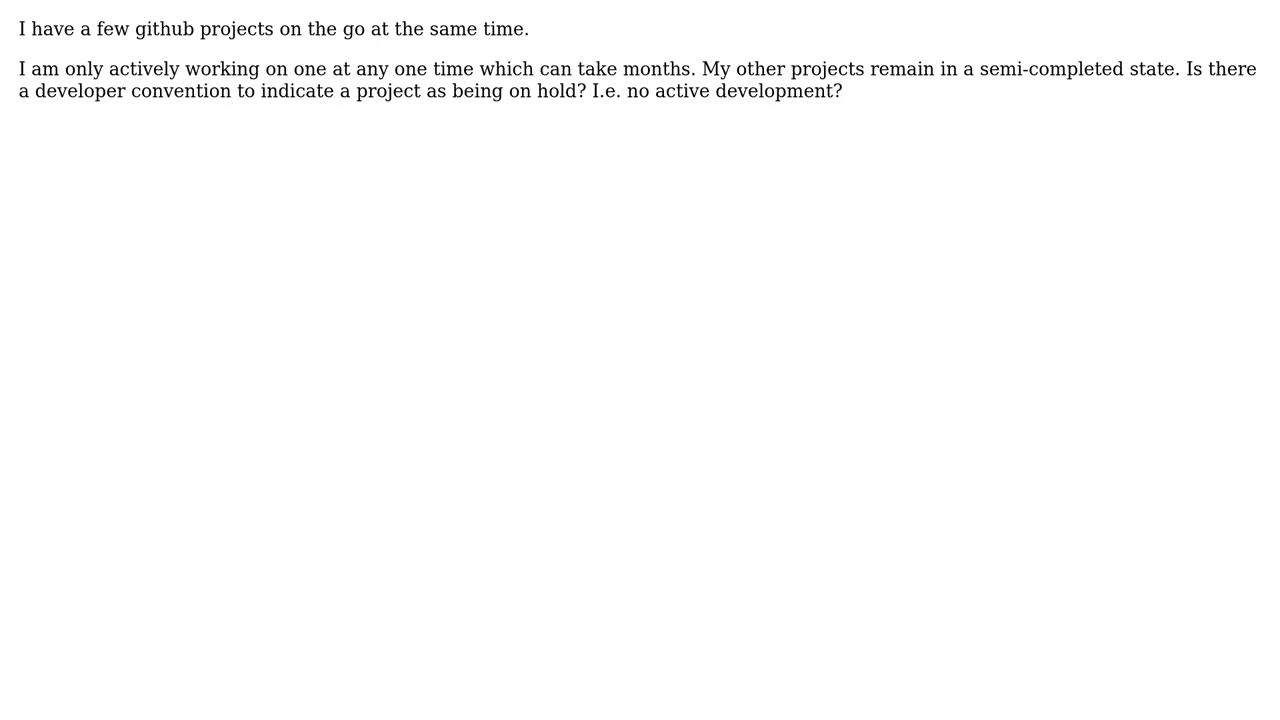 I have a few github projects on the go at the same time.
I am only actively working on one at any one time which can take months. My other projects remain in a semi-completed state. Is there
a developer convention to indicate a project as being on hold? I.e. no active development?